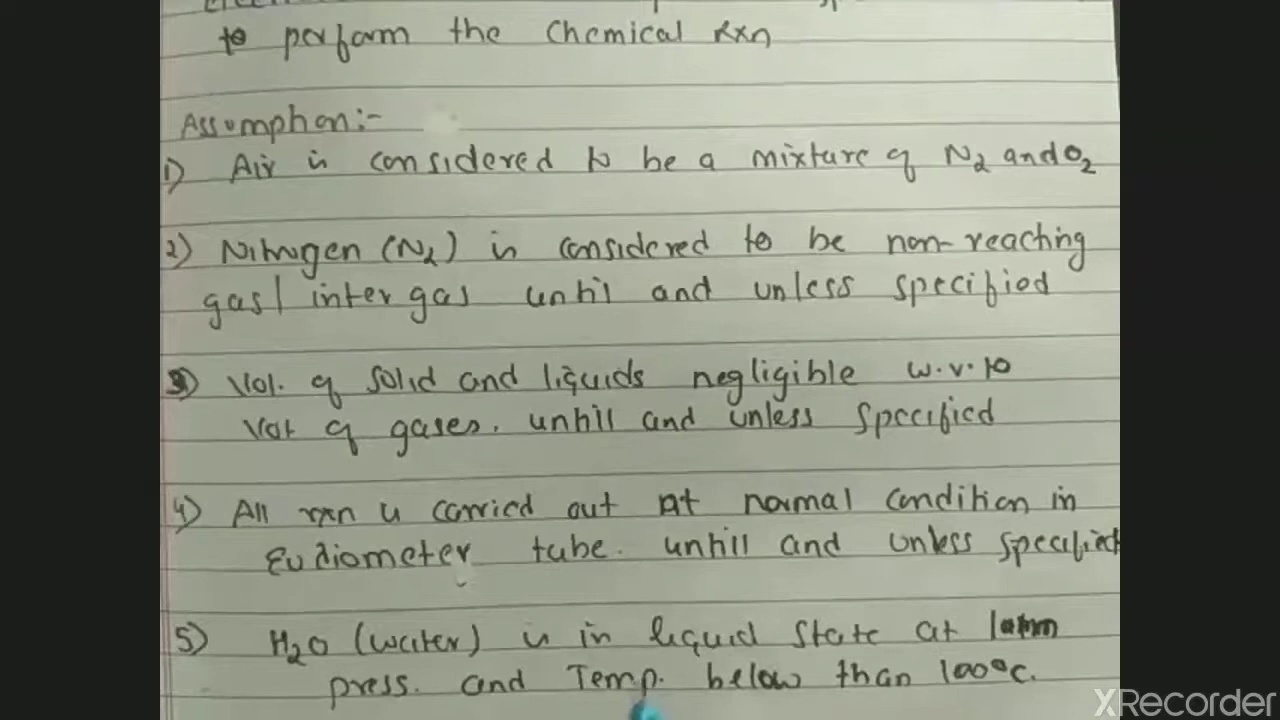 to perform the Chemical rxn
Assumption:-
1) Air is considered to be a mixture of N2 and O2
2) Nitrogen (N2) is considered to be non-reaching
gas/ inter gas until and unless specified
3) Vol. of solid and liquids negligible w.r.to
Vol of gases. untill and unless specified
4) All rxn is carried out at normal condition in
Eudiometer tube. untill and unless specified
5) H2O (water) is in liquid state at 1atm
press. and Temp. below than 100°c.
XRecorder